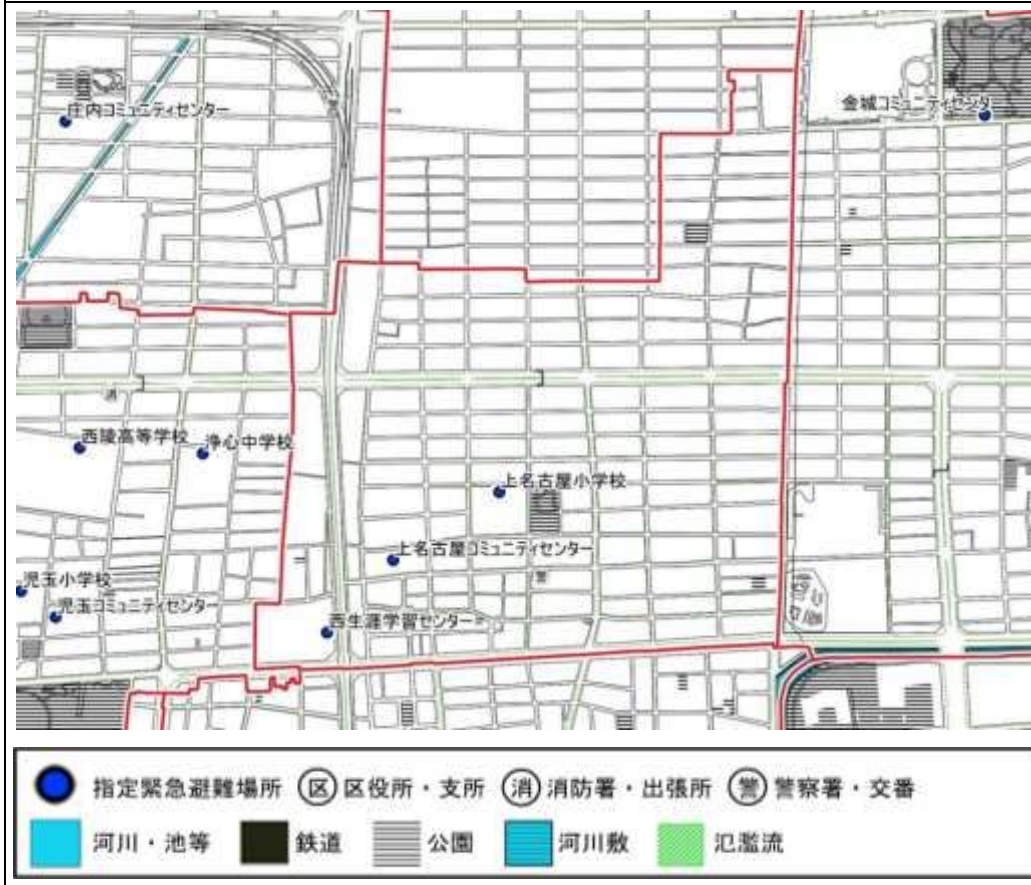 庄内コミュニティセンター
金城コミュニティセンタ
消
西陵高等学校
浄心中学校
上名古屋小学校
上名古屋コミュニティセンター
警
児玉小学校
児玉コミュニティセンター
西生涯学習センター
指定緊急避難場所 区 区役所・支所 消 消防署・出張所 警 警察署・交番
河川・池等 鉄道 公園 河川敷 氾濫流